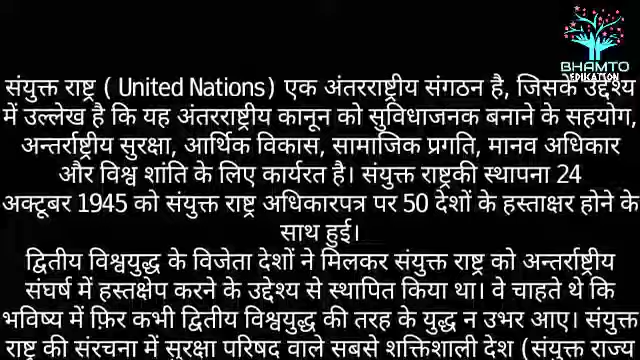 BHAMTO
EDIKATION
संयुक्त राष्ट्र ( United Nations) एक अंतरराष्ट्रीय संगठन है, जिसके उद्देश्य
में उल्लेख है कि यह अंतरराष्ट्रीय कानून को सुविधाजनक बनाने के सहयोग,
अन्तर्राष्ट्रीय सुरक्षा, आर्थिक विकास, सामाजिक प्रगति, मानव अधिकार
और विश्व शांति के लिए कार्यरत है। संयुक्त राष्ट्रकी स्थापना 24
अक्टूबर 1945 को संयुक्त राष्ट्र अधिकारपत्र पर 50 देशों के हस्ताक्षर होने के
साथ हुई।
द्वितीय विश्वयुद्ध के विजेता देशों ने मिलकर संयुक्त राष्ट्र को अन्तर्राष्ट्रीय
संघर्ष में हस्तक्षेप करने के उद्देश्य से स्थापित किया था। वे चाहते थे कि
भविष्य में फ़िर कभी द्वितीय विश्वयुद्ध की तरह के युद्ध न उभर आए। संयुक्त
राष्ट्र की संरचना में सुरक्षा परिषद वाले सबसे शक्तिशाली देश (संयुक्त राज्य